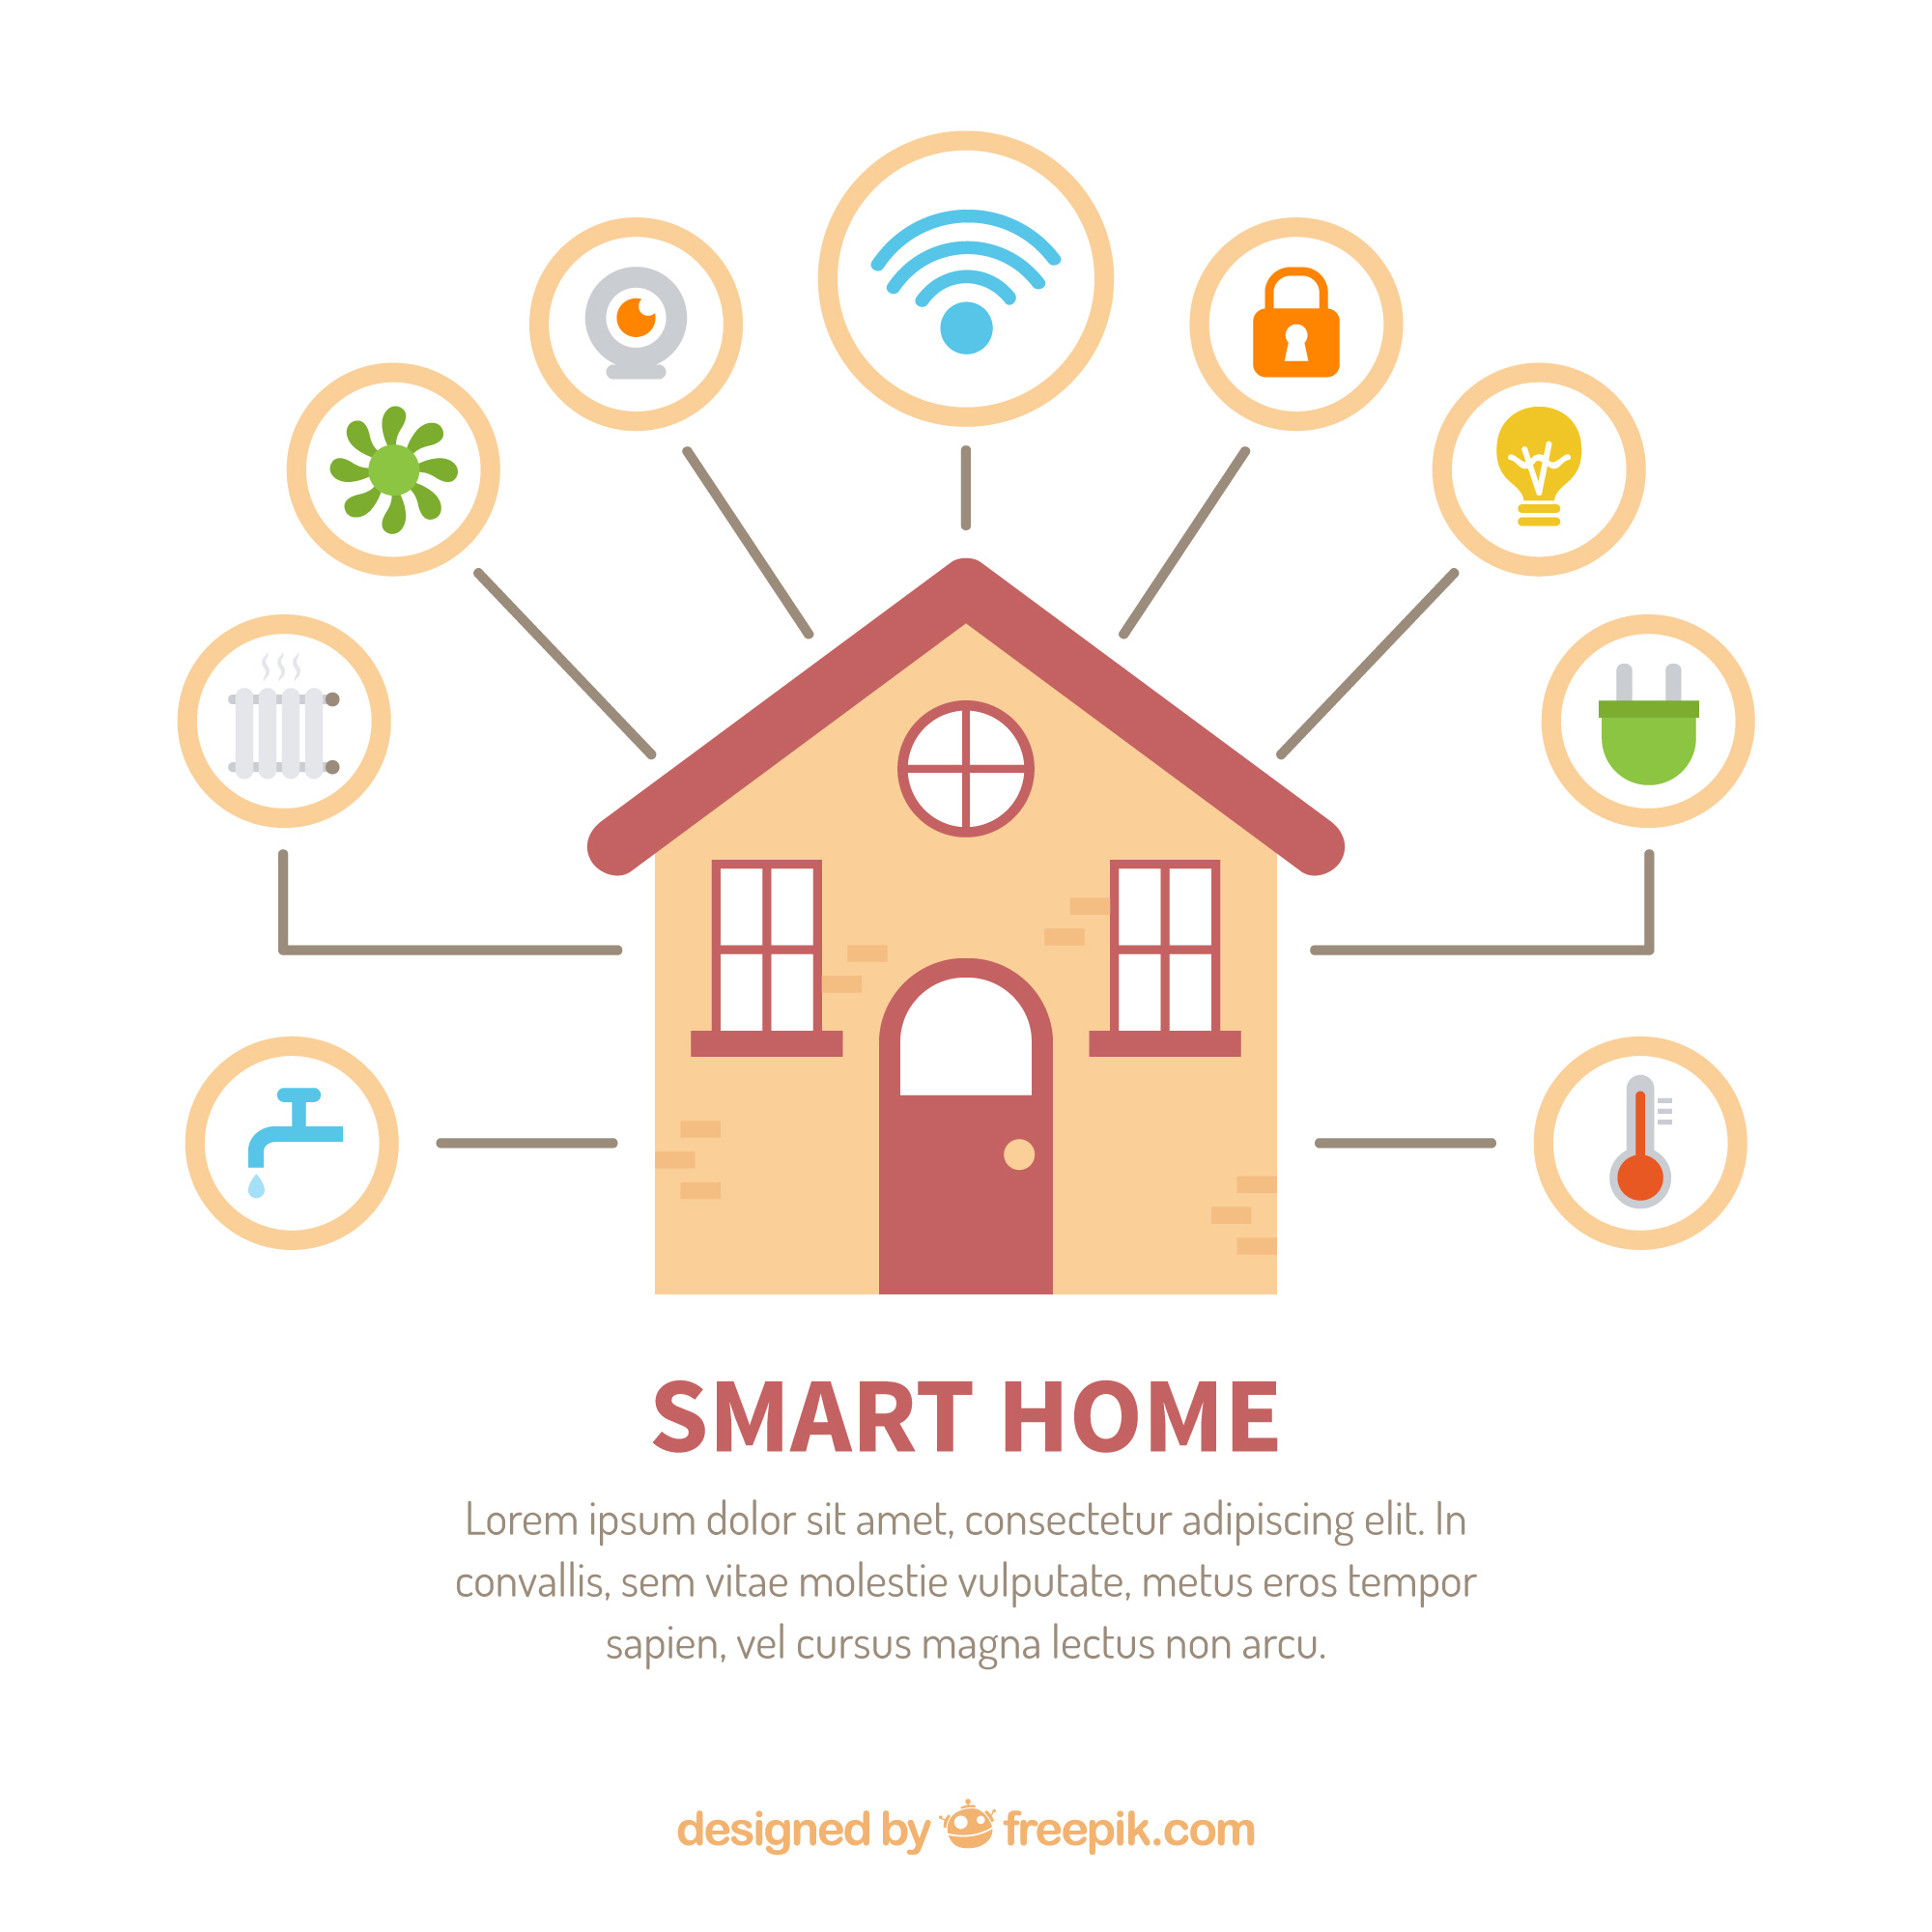 SMART HOME
Lorem ipsum dolor sit amet, consectetur adipiscing elit. In
convallis, sem vitae molestie vulputate, metus eros tempor
sapien, vel cursus magna lectus non arcu.
designed by freepik.com